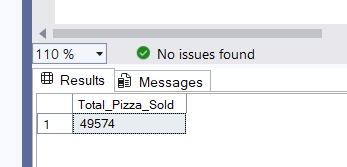 110 %
No issues found
Results Messages
Total_Pizza_Sold
1 49574